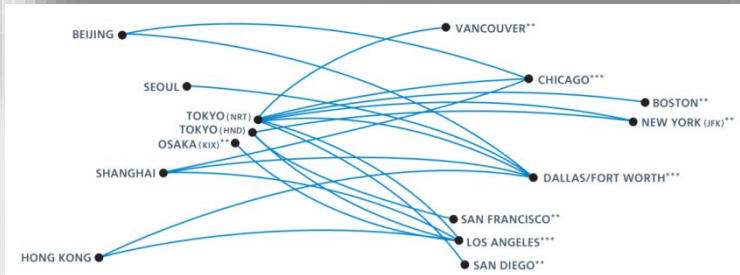 BEIJING
VANCOUVER**
SEOUL
CHICAGO***
BOSTON**
TOKYO (NRT)
NEW YORK (JFK)**
TOKYO (HND)
OSAKA (KIX)**
SHANGHAI
DALLAS/FORT WORTH***
SAN FRANCISCO**
LOS ANGELES***
HONG KONG
SAN DIEGO**